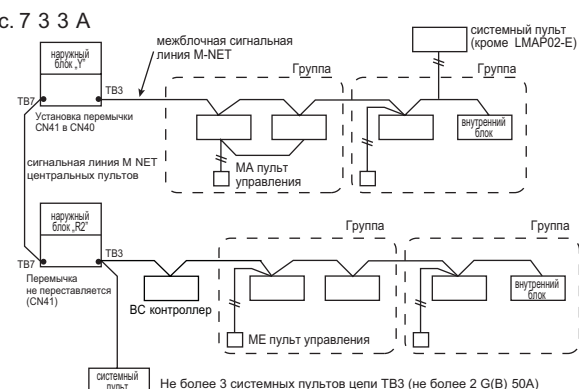 с. 7 3 3 A
наружный
блок „Y”
TB7
TB3
Установка перемычки
CN41 в CN40
межблочная сигнальная
линия M-NET
системный пульт
(кроме LMAP02-E)
Группа
Группа
внутренний
блок
MA пульт
управления
сигнальная линия M NET
центральных пультов
наружный
блок „R2”
TB7
TB3
Перемычка
не переставляется
(CN41)
BC контроллер
Группа
Группа
внутренний
блок
ME пульт управления
системный
пульт
Не более 3 системных пультов цепи TB3 (не более 2 G(B) 50A)